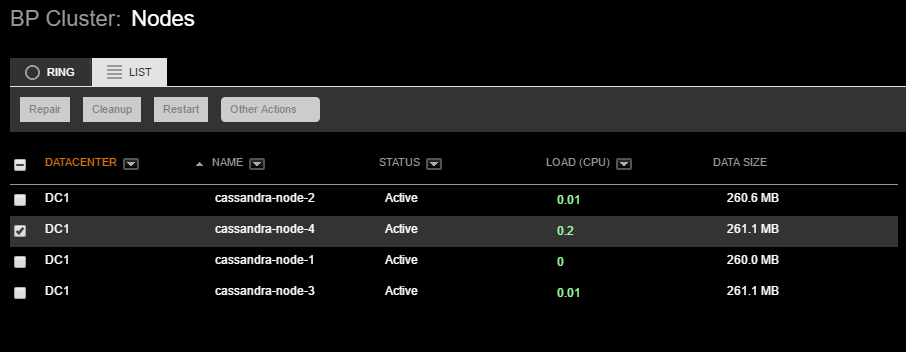 BP Cluster: Nodes
RING LIST
Repair Cleanup Restart Other Actions
DATACENTER NAME STATUS LOAD (CPU) DATA SIZE
DC1 cassandra-node-2 Active 0.01 260.6 MB
DC1 cassandra-node-4 Active 0.2 261.1 MB
DC1 cassandra-node-1 Active 0 260.0 MB
DC1 cassandra-node-3 Active 0.01 261.1 MB